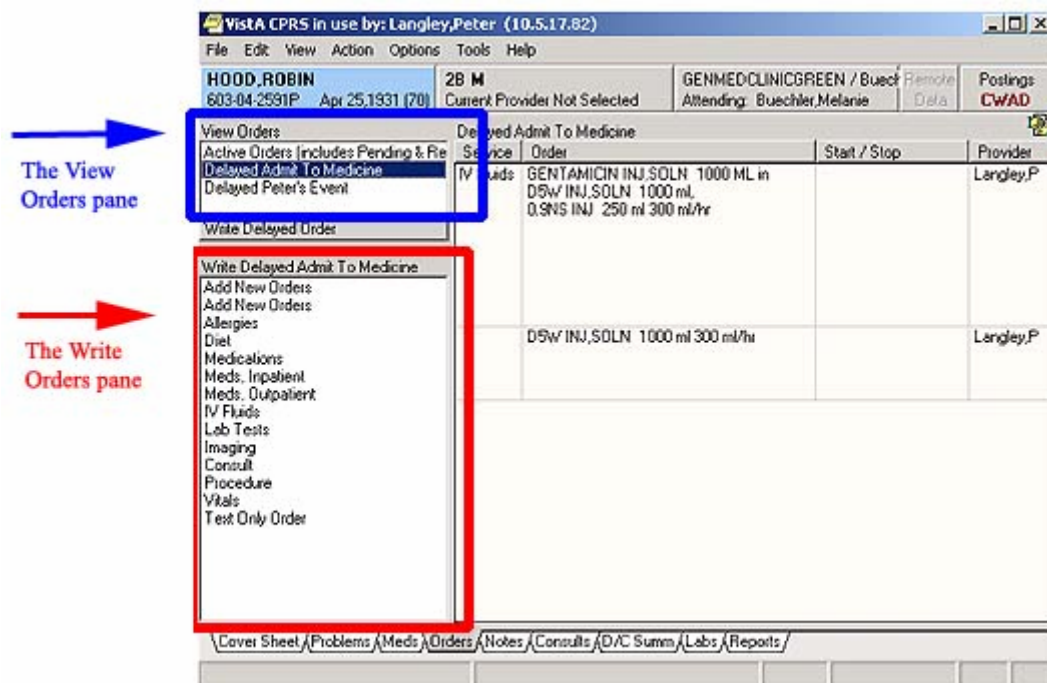 VistA CPRS in use by: Langley,Peter (10.5.17.82)
File Edit View Action Options Tools Help
HOOD,ROBIN
603-04-2591P Apr 25,1931 (70)
2B M
Current Provider Not Selected
GENMEDCLINICGREEN / Buech
Attending: Buechler,Melanie
Remote
Data
Postings
CWAD
The View
Orders pane
View Orders
Active Orders (includes Pending & Re
Delayed Admit To Medicine
Delayed Peter's Event
Write Delayed Order
The Write
Orders pane
Write Delayed Admit To Medicine
Add New Orders
Add New Orders
Allergies
Diet
Medications
Meds, Inpatient
Meds, Outpatient
IV Fluids
Lab Tests
Imaging
Consult
Procedure
Vitals
Text Only Order
Delayed Admit To Medicine
Service Order Start / Stop Provider
IV Fluids GENTAMICIN INJ,SOLN 1000 ML in Langley,P
D5W INJ,SOLN 1000 ml,
0.9NS INJ 250 ml 300 ml/hr
D5W INJ,SOLN 1000 ml 300 ml/hr Langley,P
Cover Sheet Problems Meds Orders Notes Consults D/C Summ Labs Reports